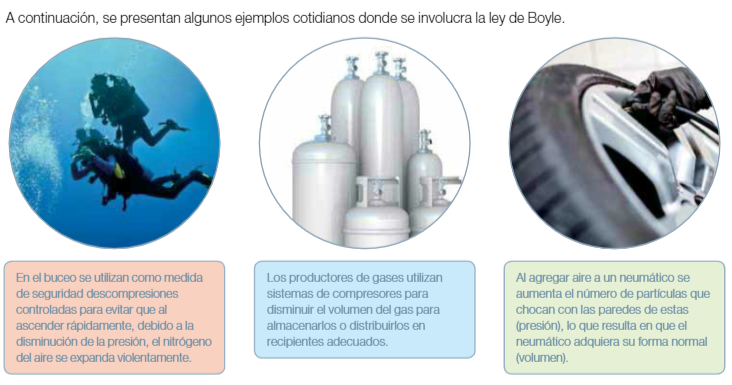 A continuación, se presentan algunos ejemplos cotidianos donde se involucra la ley de Boyle.
En el buceo se utilizan como medida
de seguridad descompresiones
controladas para evitar que al
ascender rápidamente, debido a la
disminución de la presión, el nitrógeno
del aire se expanda violentamente.
Los productores de gases utilizan
sistemas de compresores para
disminuir el volumen del gas para
almacenarlos o distribuirlos en
recipientes adecuados.
Al agregar aire a un neumático se
aumenta el número de partículas que
chocan con las paredes de estas
(presión), lo que resulta en que el
neumático adquiera su forma normal
(volumen).